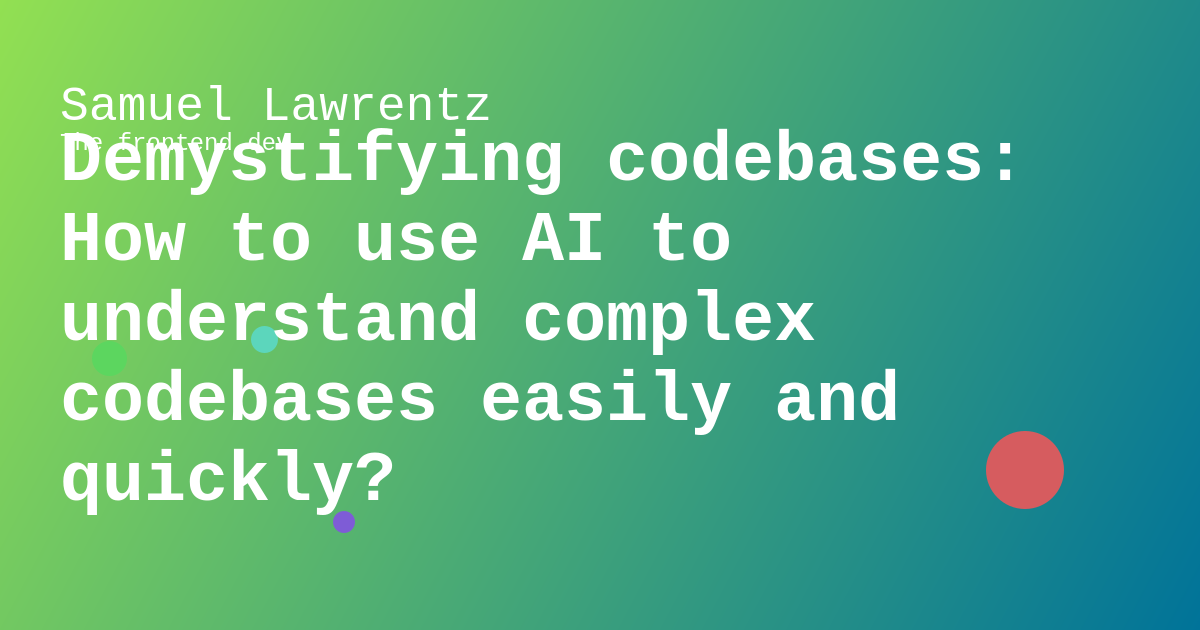 Samuel Lawrentz
The frontend dev
Demystifying codebases:
How to use AI to
understand complex
codebases easily and
quickly?